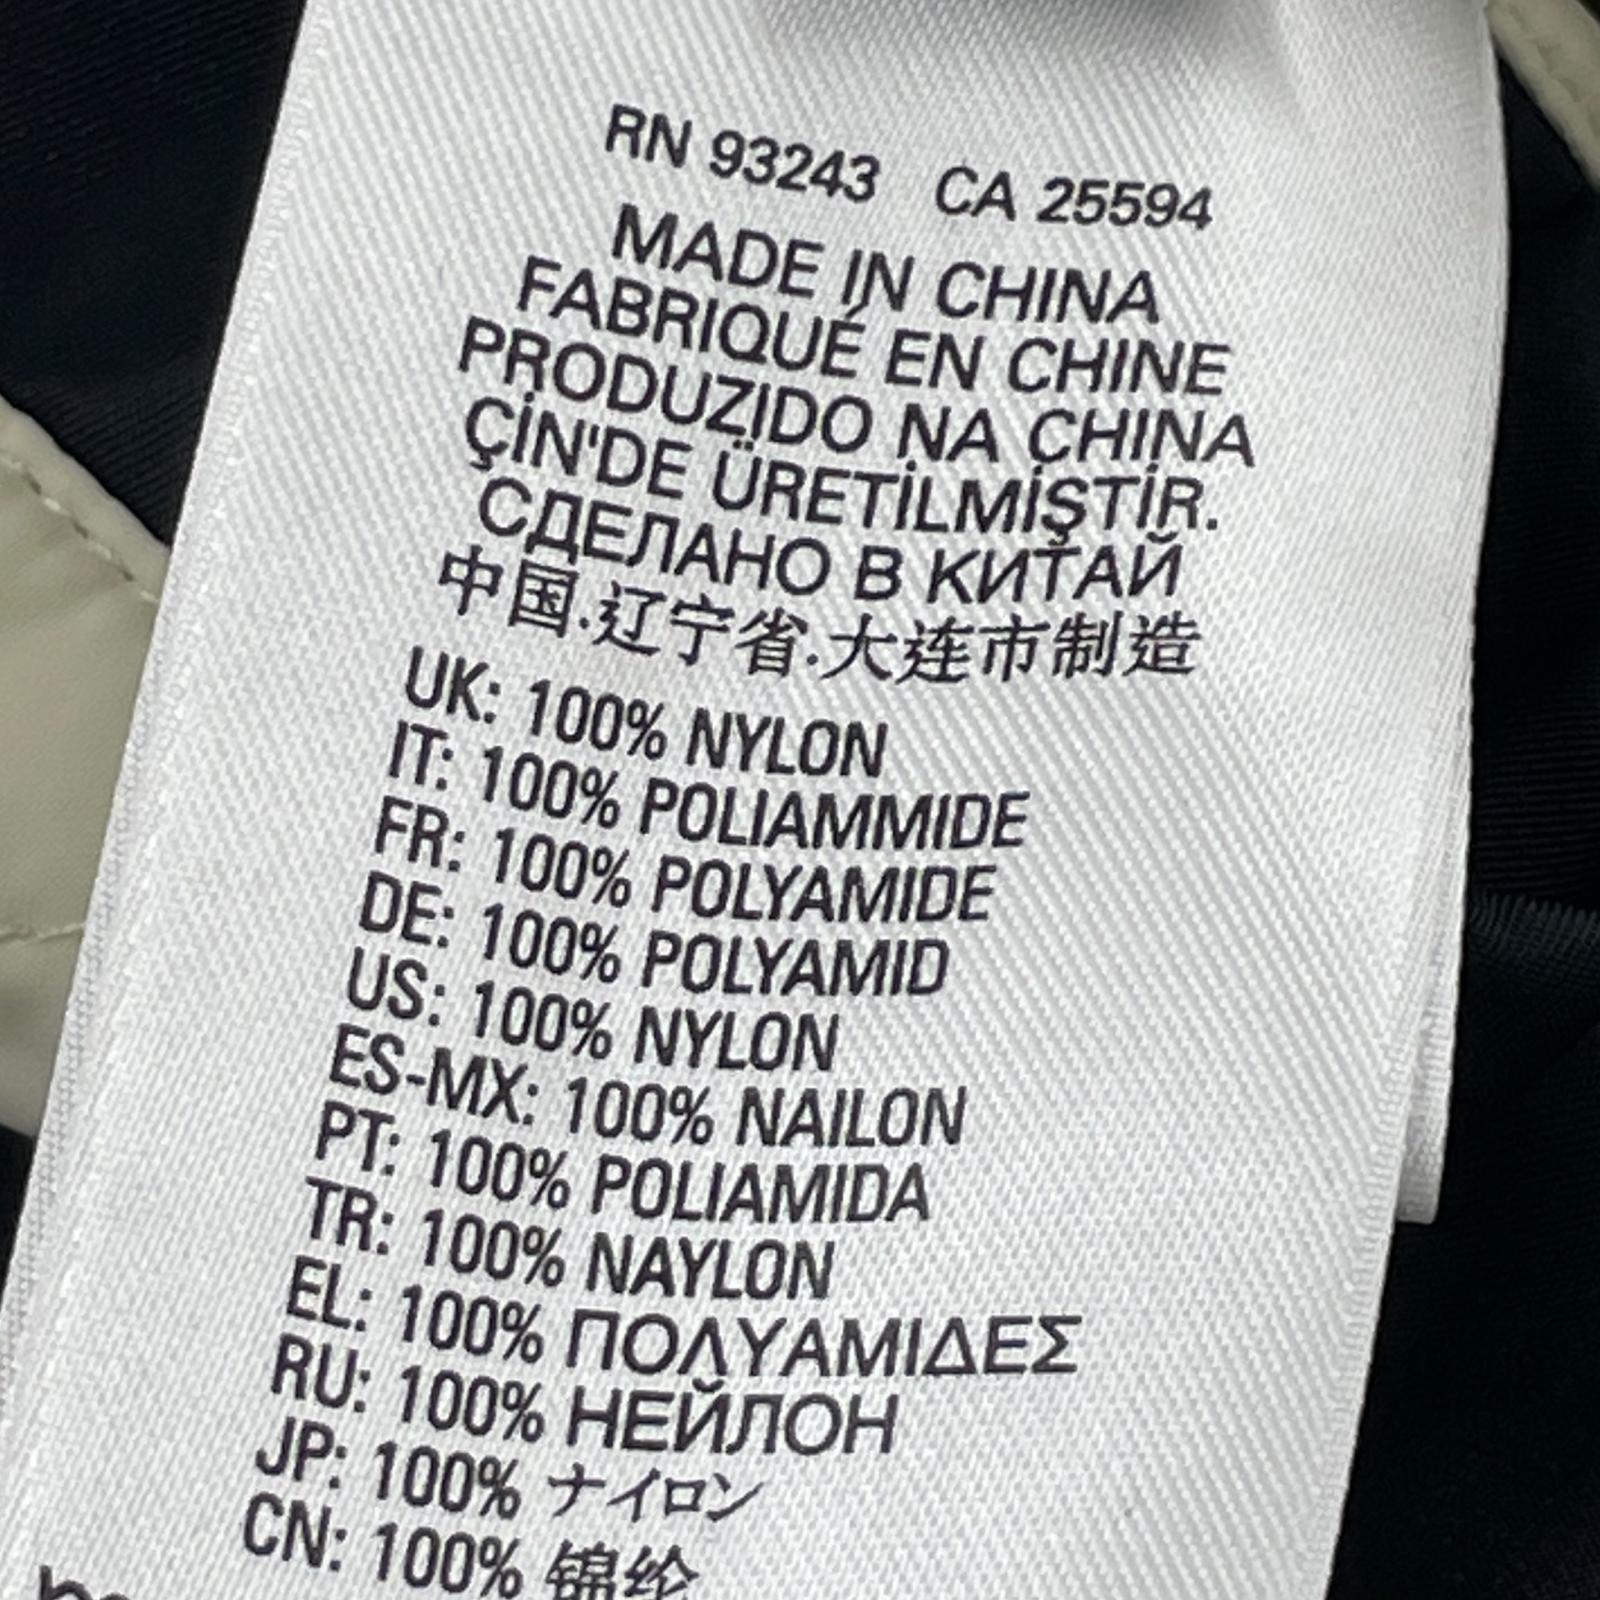 RN 93243 CA 25594
MADE IN CHINA
FABRIQUÉ EN CHINE
PRODUZIDO NA CHINA
ÇİN'DE ÜRETİLMİŞTİR.
СДЕЛАНО В КИТАЙ
中国.辽宁省.大连市制造
UK: 100% NYLON
IT: 100% POLIAMMIDE
FR: 100% POLYAMIDE
DE: 100% POLYAMID
US: 100% NYLON
ES-MX: 100% NAILON
PT: 100% POLIAMIDA
TR: 100% NAYLON
EL: 100% ΠΟΛΥΑΜΙΔΕΣ
RU: 100% НЕЙЛОН
JP: 100% ナイロン
CN: 100% 锦纶